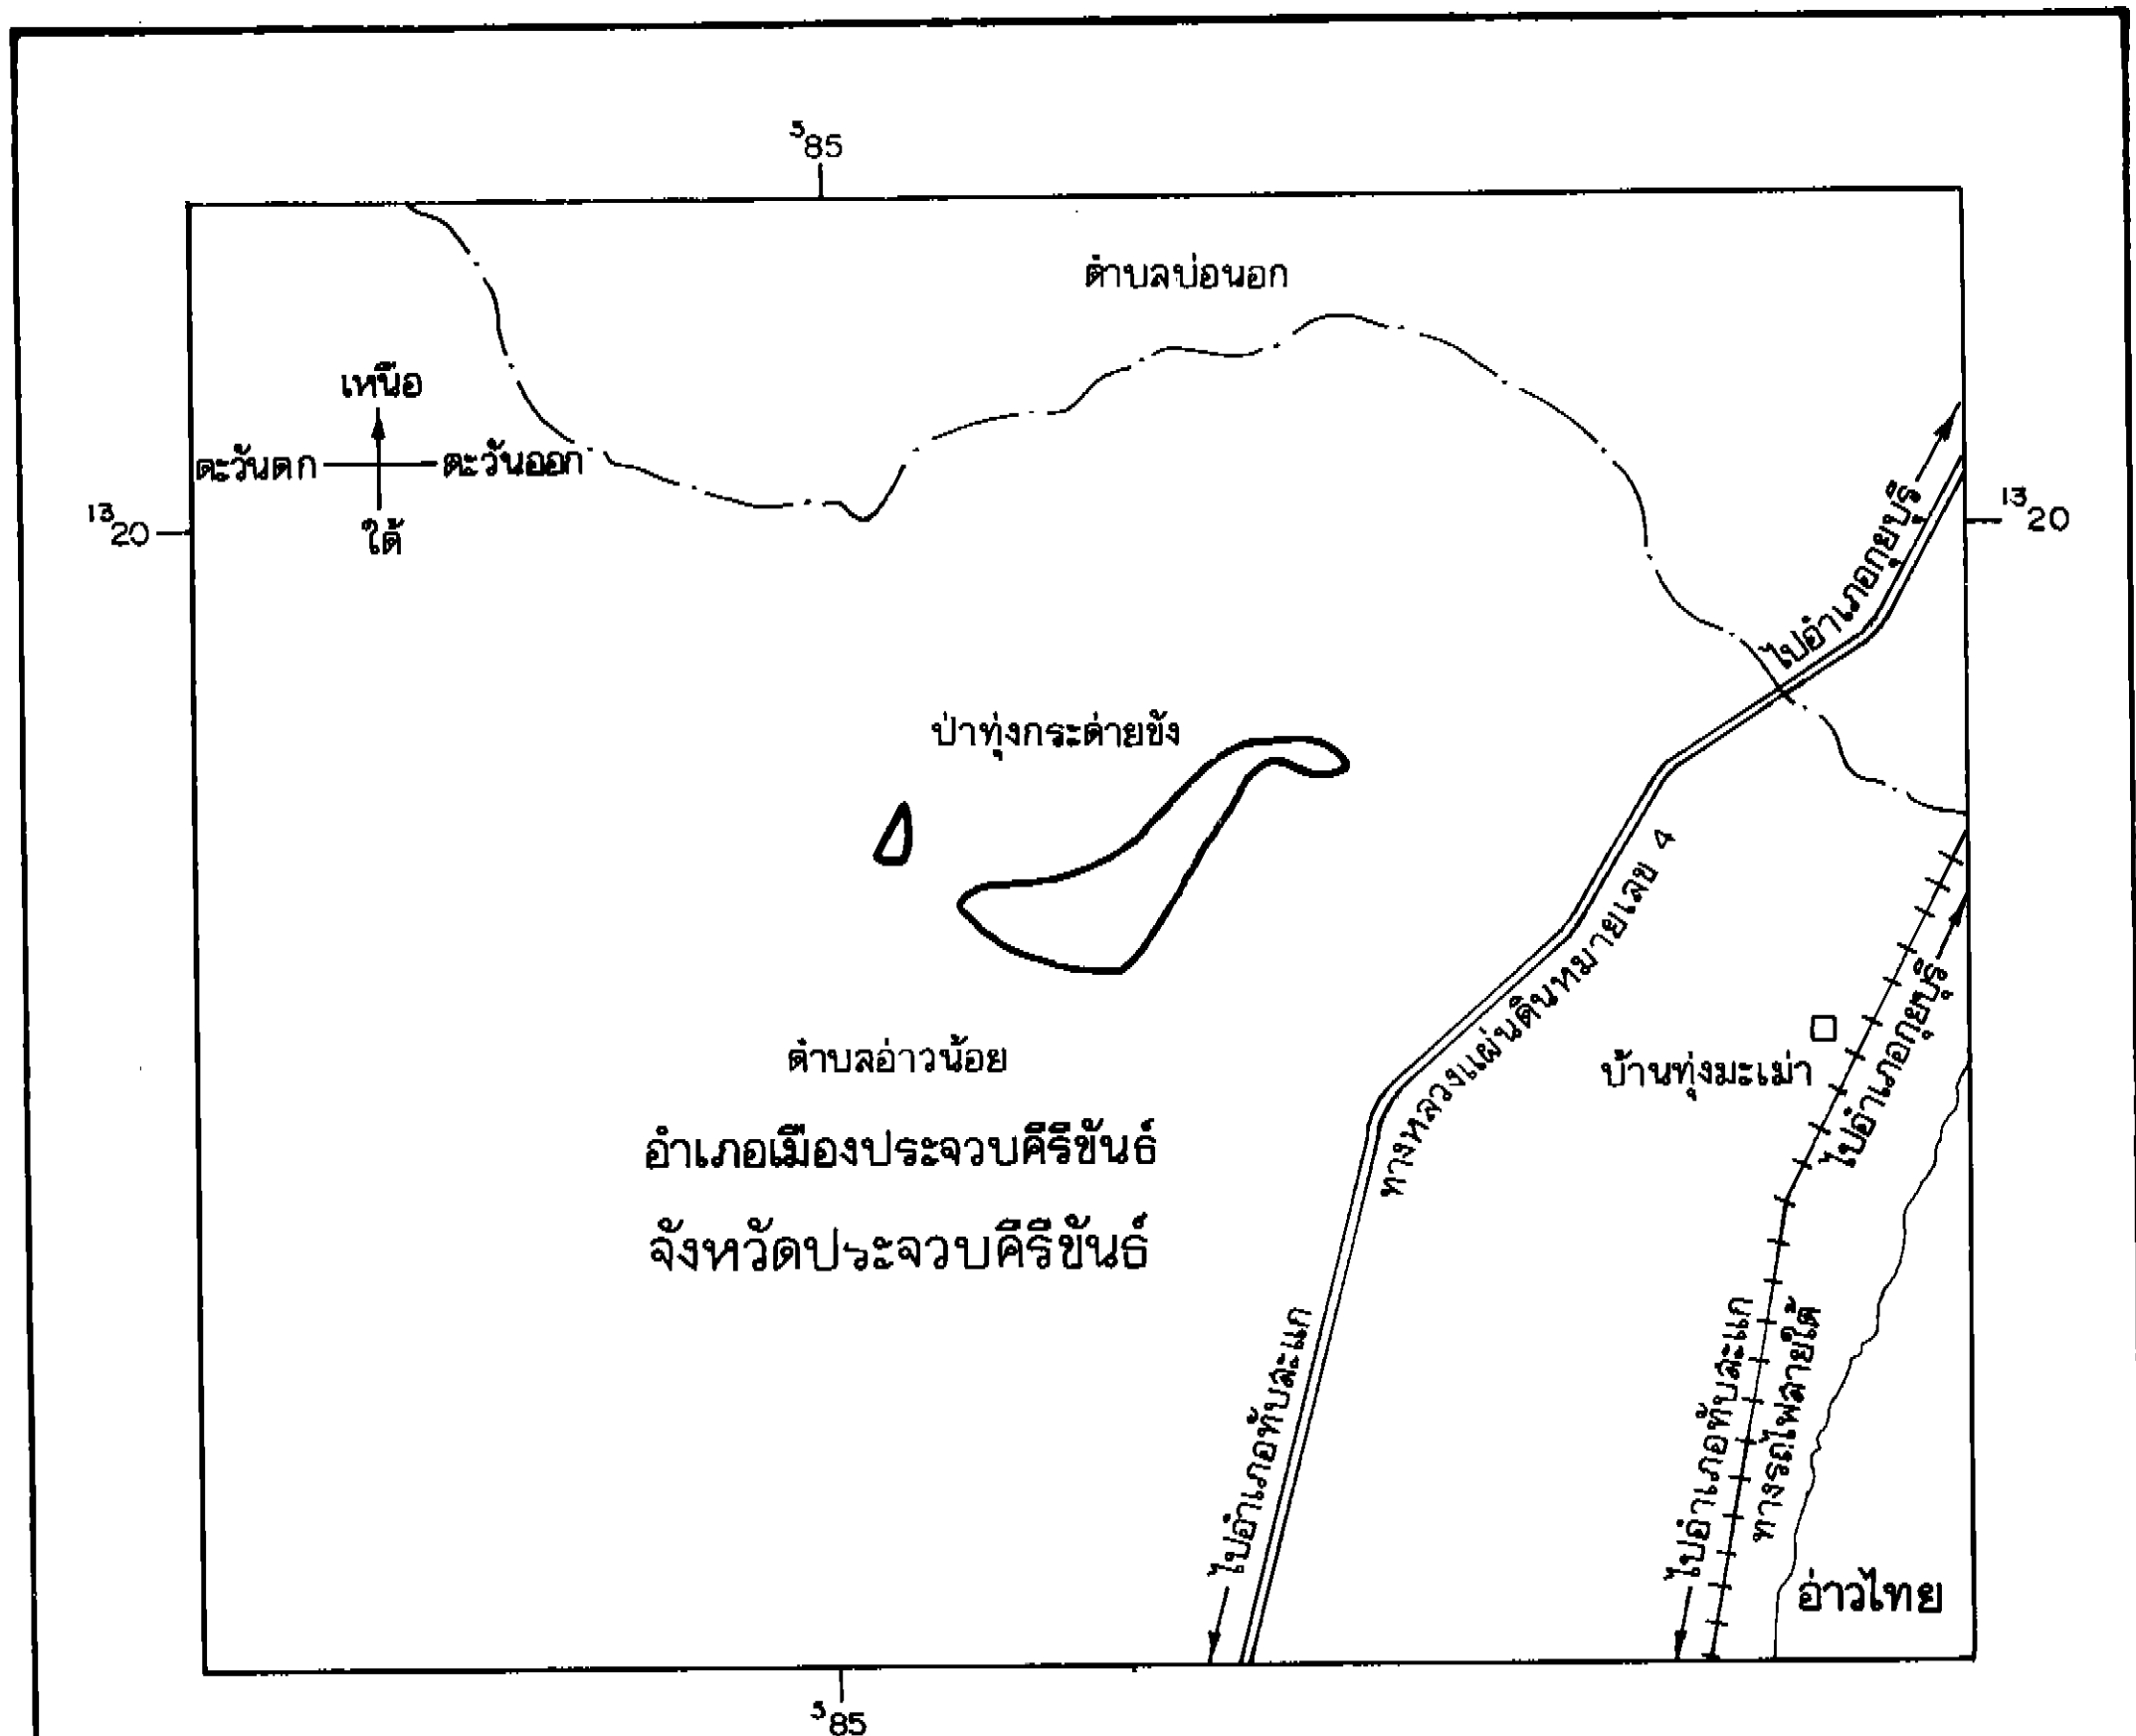 ⁵85
ตำบลบ่อนอก
เหนือ
ตะวันตก
ตะวันออก
ใต้
¹³20
¹³20
ไปอำเภอกุยบุรี
ป่าทุ่งกระต่ายขัง
ทางหลวงแผ่นดินหมายเลข 4
ตำบลอ่าวน้อย
อำเภอเมืองประจวบคีรีขันธ์
จังหวัดประจวบคีรีขันธ์
บ้านทุ่งมะเม่า
ไปอำเภอกุยบุรี
ไปอำเภอทับสะแก
ไปอำเภอทับสะแก
ทางรถไฟสายใต้
อ่าวไทย
⁵85